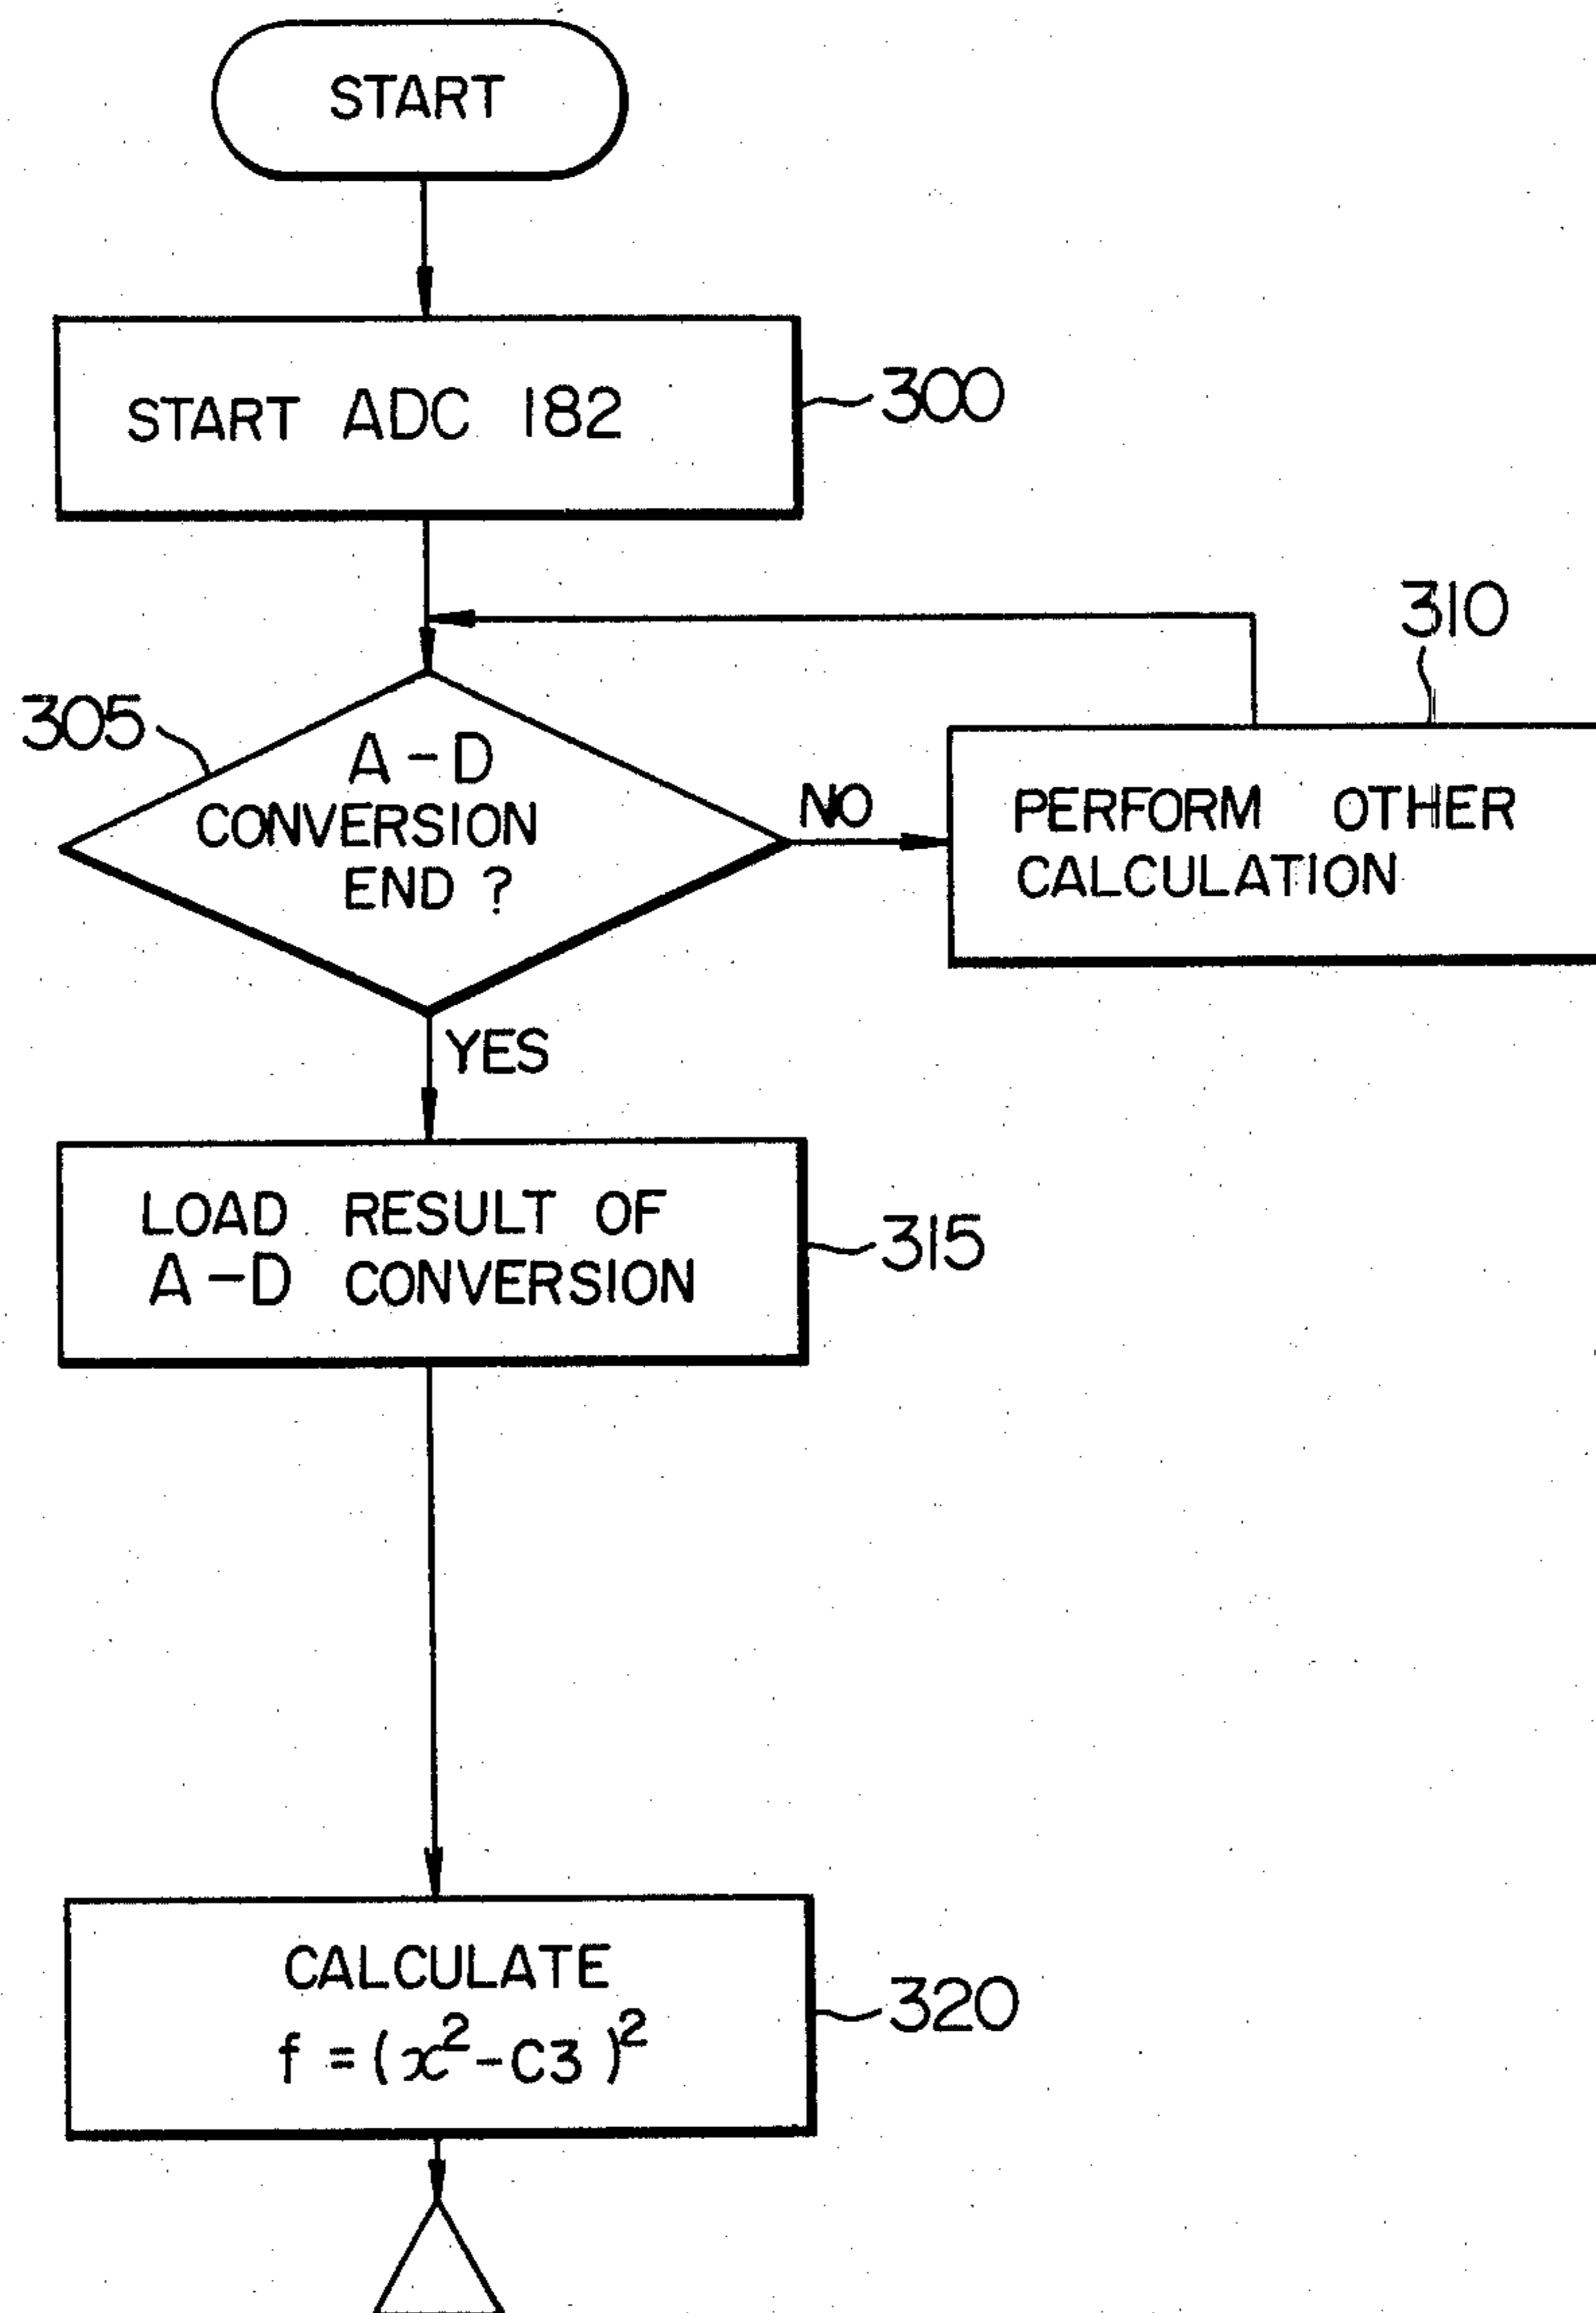 START
START ADC 182
300
310
305
A-D
CONVERSION
END ?
NO
PERFORM OTHER
CALCULATION
YES
LOAD RESULT OF
A-D CONVERSION
315
CALCULATE
f = (x²-C3)²
320